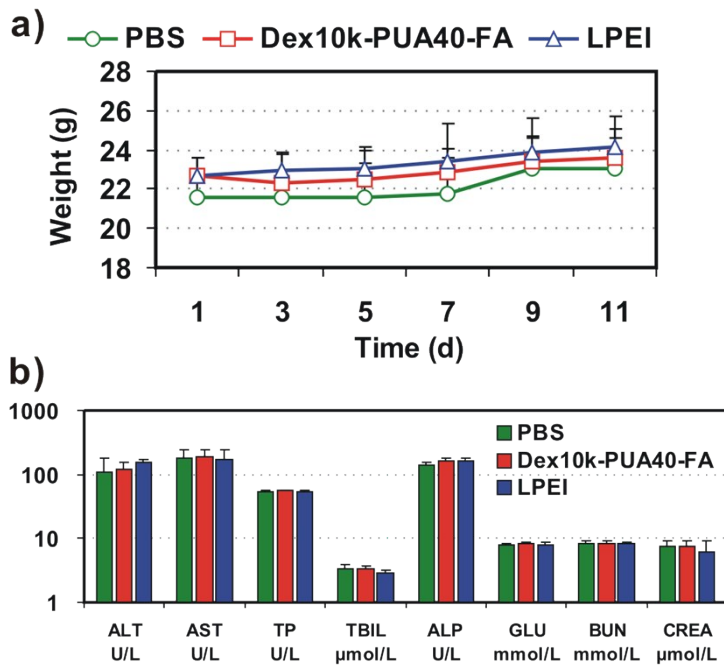 a)
PBS Dex10k-PUA40-FA LPEI
28
26
24
22
20
18
Weight (g)
1 3 5 7 9 11
Time (d)
b)
1000
100
10
1
PBS
Dex10k-PUA40-FA
LPEI
ALT AST TP TBIL ALP GLU BUN CREA
U/L U/L U/L µmol/L U/L mmol/L mmol/L µmol/L